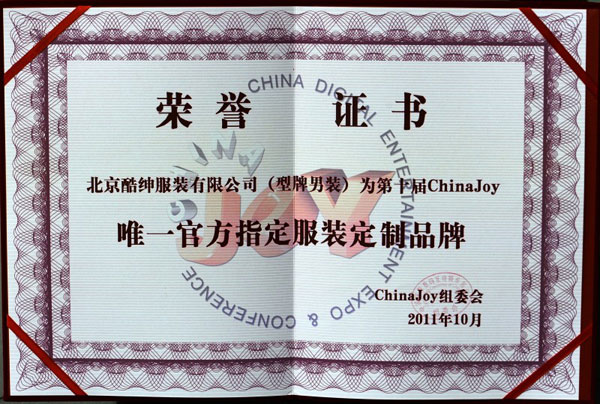 荣誉证书
CHINA DIGITAL ENTERTAINMENT EXPO & CONFERENCE
JOY
北京酷绅服装有限公司（型牌男装）为第十届ChinaJoy
唯一官方指定服装定制品牌
ChinaJoy组委会
2011年10月